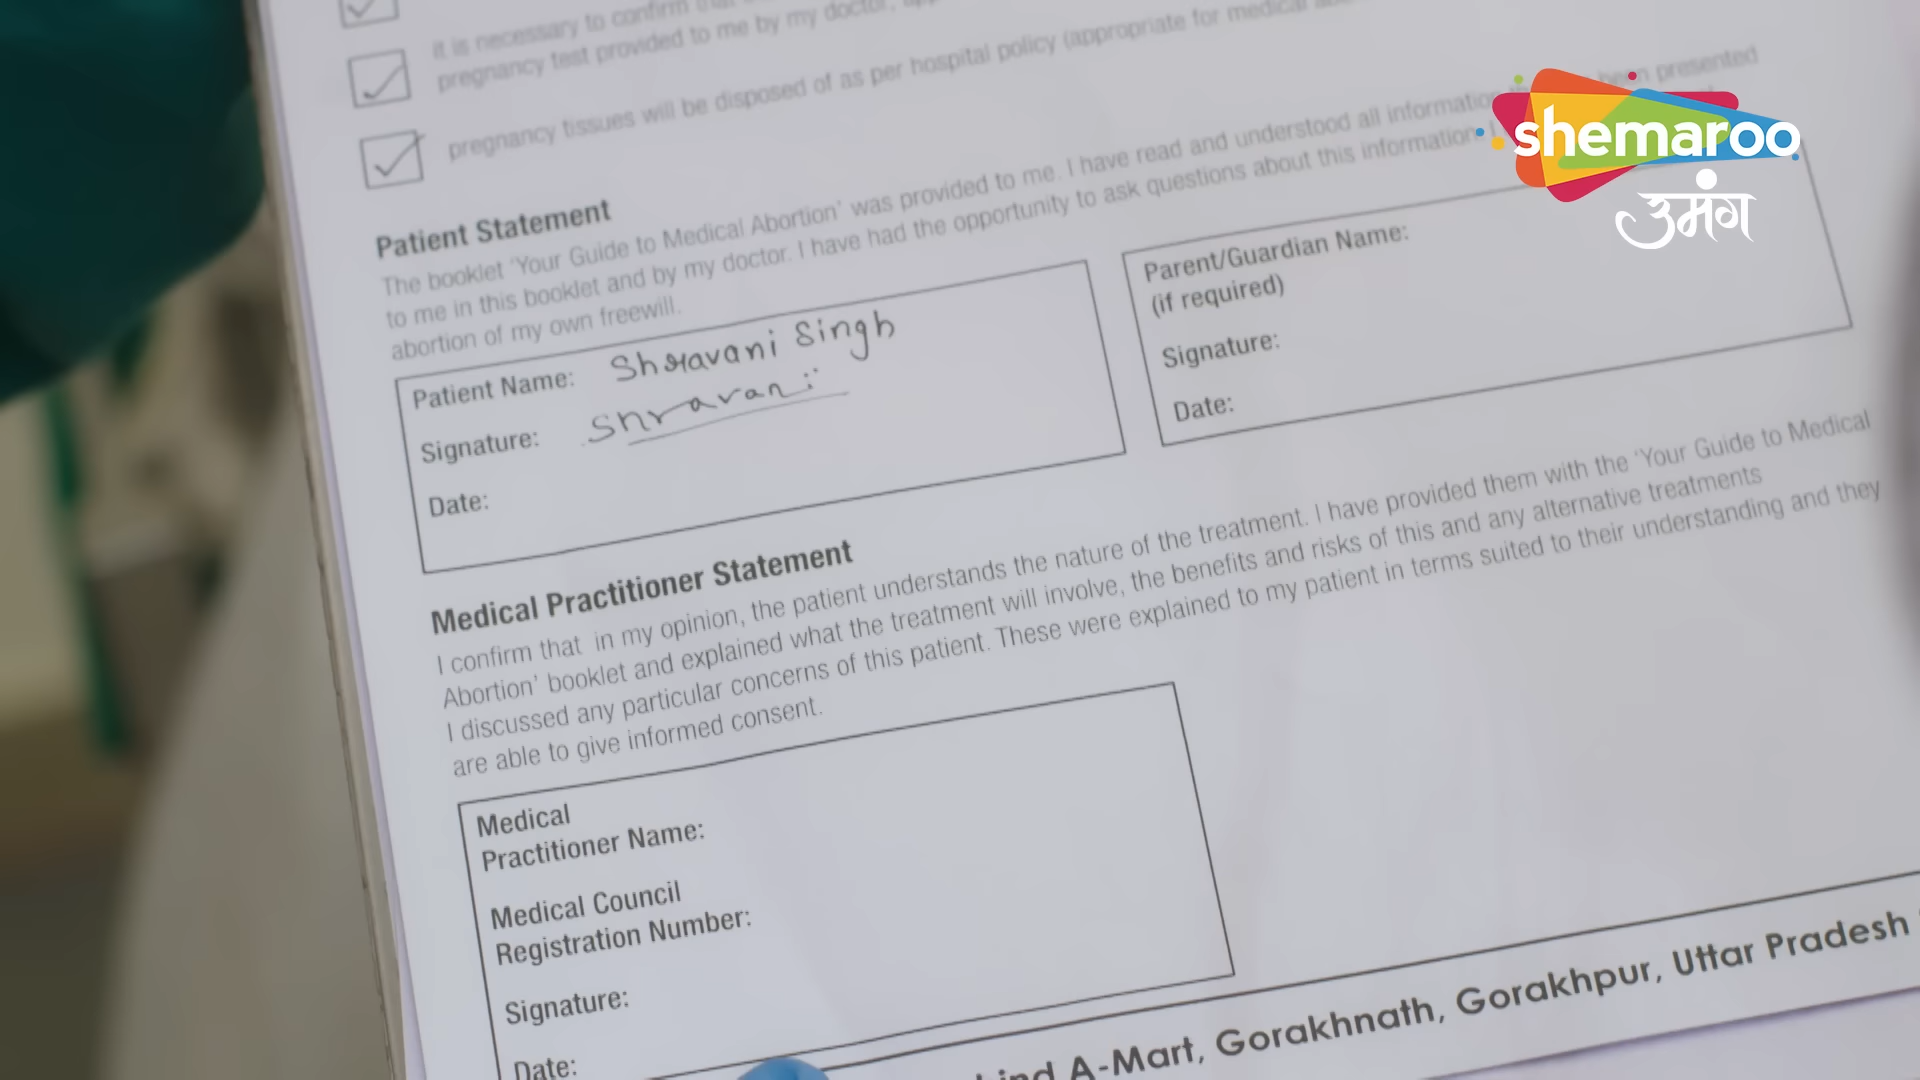 it is necessary to confirm that
pregnancy test provided to me by my doctor,
pregnancy tissues will be disposed of as per hospital policy (appropriate for medical
Patient Statement
The booklet 'Your Guide to Medical Abortion' was provided to me. I have read and understood all information been presented
to me in this booklet and by my doctor. I have had the opportunity to ask questions about this information. I
abortion of my own freewill.
Patient Name: Shravani Singh
Signature: Shravani
Date:
Parent/Guardian Name:
(if required)
Signature:
Date:
Medical Practitioner Statement
I confirm that in my opinion, the patient understands the nature of the treatment. I have provided them with the 'Your Guide to Medical
Abortion' booklet and explained what the treatment will involve, the benefits and risks of this and any alternative treatments
I discussed any particular concerns of this patient. These were explained to my patient in terms suited to their understanding and they
are able to give informed consent.
Medical
Practitioner Name:
Medical Council
Registration Number:
Signature:
Date:
A-Mart, Gorakhnath, Gorakhpur, Uttar Pradesh
shemaroo
उमंग